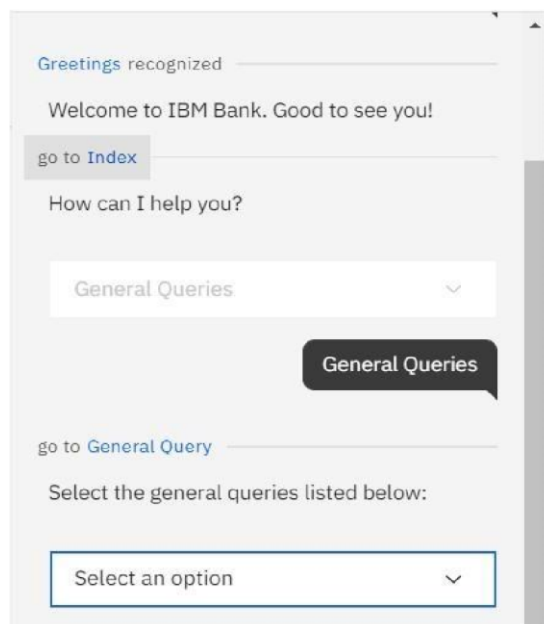 Greetings recognized
Welcome to IBM Bank. Good to see you!
go to Index
How can I help you?
General Queries
General Queries
go to General Query
Select the general queries listed below:
Select an option